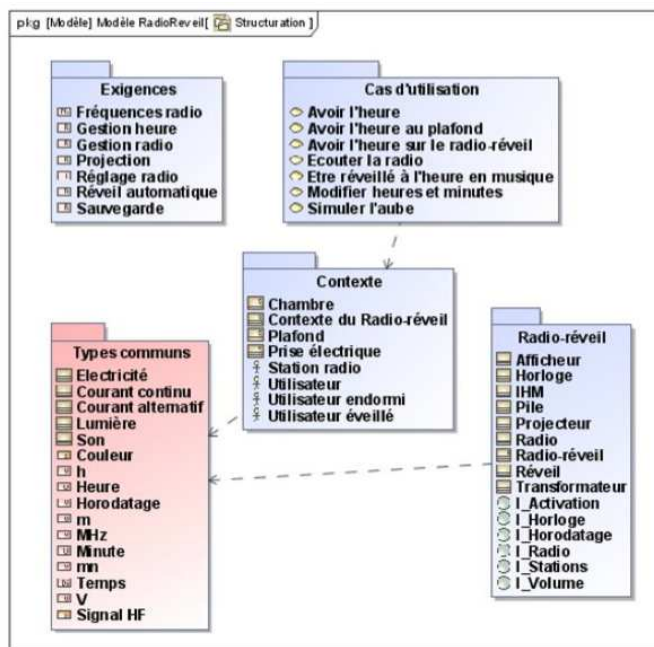 pkg [Modèle] Modèle RadioReveil[ Structuration ]
Exigences
Fréquences radio
Gestion heure
Gestion radio
Projection
Réglage radio
Réveil automatique
Sauvegarde
Cas d'utilisation
Avoir l'heure
Avoir l'heure au plafond
Avoir l'heure sur le radio-réveil
Ecouter la radio
Etre réveillé à l'heure en musique
Modifier heures et minutes
Simuler l'aube
Contexte
Chambre
Contexte du Radio-réveil
Plafond
Prise électrique
Station radio
Utilisateur
Utilisateur endormi
Utilisateur éveillé
Types communs
Electricité
Courant continu
Courant alternatif
Lumière
Son
Couleur
h
Heure
Horodatage
m
MHz
Minute
mn
Temps
V
Signal HF
Radio-réveil
Afficheur
Horloge
IHM
Pile
Projecteur
Radio
Radio-réveil
Réveil
Transformateur
I_Activation
I_Horloge
I_Horodatage
I_Radio
I_Stations
I_Volume